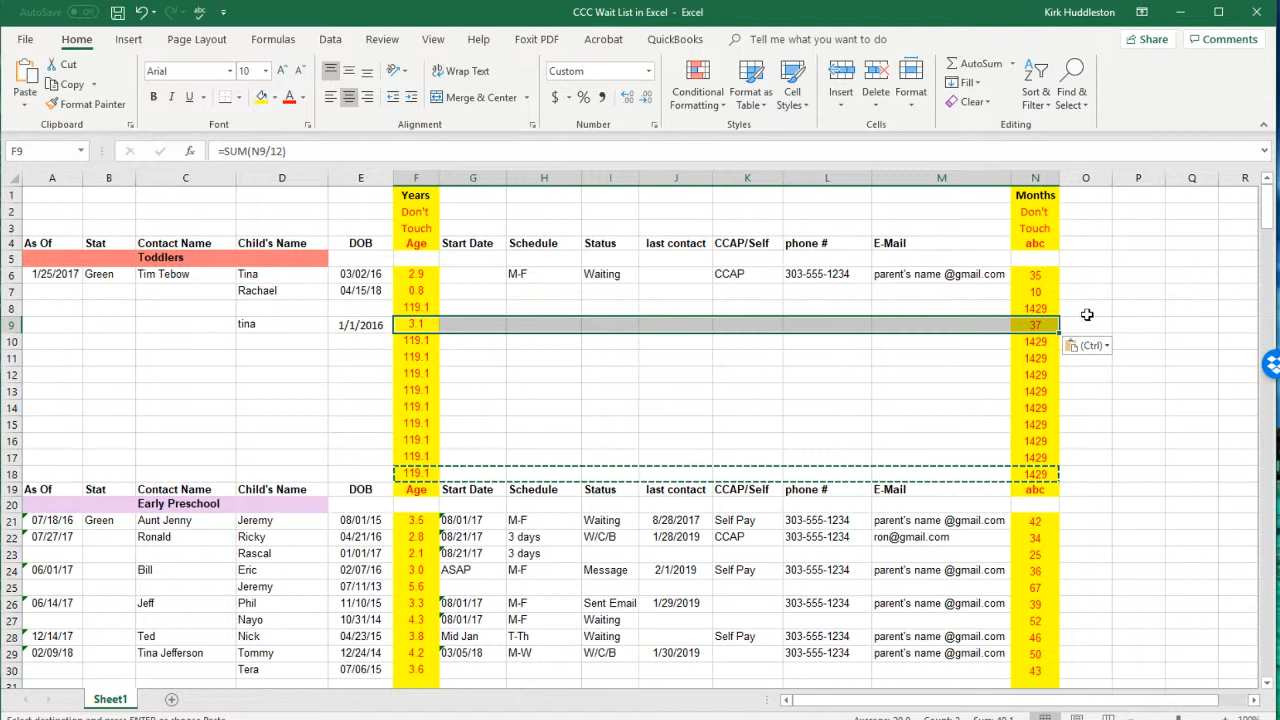 AutoSave Off CCC Wait List in Excel - Excel Kirk Huddleston
File Home Insert Draw Page Layout Formulas Data Review View Help Foxit PDF Acrobat QuickBooks Tell me what you want to do Share Comments
Paste Cut Copy Format Painter Clipboard
Arial 10 A A B I U A Font
Wrap Text Merge & Center Alignment
Custom $ % , Number
Conditional Formatting Format as Table Cell Styles Styles
Insert Delete Format Cells
AutoSum Fill Clear Sort & Filter Find & Select Editing
F9 fx =SUM(N9/12)
A B C D E F G H I J K L M N O P Q R
1 Years Months
2 Don't Don't
3 Touch Touch
4 As Of Stat Contact Name Child's Name DOB Age Start Date Schedule Status last contact CCAP/Self phone # E-Mail abc
5 Toddlers
6 1/25/2017 Green Tim Tebow Tina 03/02/16 2.9 M-F Waiting CCAP 303-555-1234 parent's name @gmail.com 35
7 Rachael 04/15/18 0.8 10
8 119.1 1429
9 tina 1/1/2016 3.1 37
10 119.1 1429
(Ctrl)
11 119.1 1429
12 119.1 1429
13 119.1 1429
14 119.1 1429
15 119.1 1429
16 119.1 1429
17 119.1 1429
18 119.1 1429
19 As Of Stat Contact Name Child's Name DOB Age Start Date Schedule Status last contact CCAP/Self phone # E-Mail abc
20 Early Preschool
21 07/18/16 Green Aunt Jenny Jeremy 08/01/15 3.5 08/01/17 M-F Waiting 8/28/2017 Self Pay 303-555-1234 parent's name @gmail.com 42
22 07/27/17 Ronald Ricky 04/21/16 2.8 08/21/17 3 days W/C/B 1/28/2019 CCAP 303-555-1234 ron@gmail.com 34
23 Rascal 01/01/17 2.1 08/21/17 3 days 25
24 06/01/17 Bill Eric 02/07/16 3.0 ASAP M-F Message 2/1/2019 Self Pay 303-555-1234 parent's name @gmail.com 36
25 Jeremy 07/11/13 5.6 67
26 06/14/17 Jeff Phil 11/10/15 3.3 08/01/17 M-F Sent Email 1/29/2019 303-555-1234 parent's name @gmail.com 39
27 Nayo 10/31/14 4.3 08/01/17 M-F Waiting 52
28 12/14/17 Ted Nick 04/23/15 3.8 Mid Jan T-Th Waiting Self Pay 303-555-1234 parent's name @gmail.com 46
29 02/09/18 Tina Jefferson Tommy 12/24/14 4.2 03/05/18 M-W W/C/B 1/30/2019 303-555-1234 parent's name @gmail.com 50
30 Tera 07/06/15 3.6 43
Sheet1